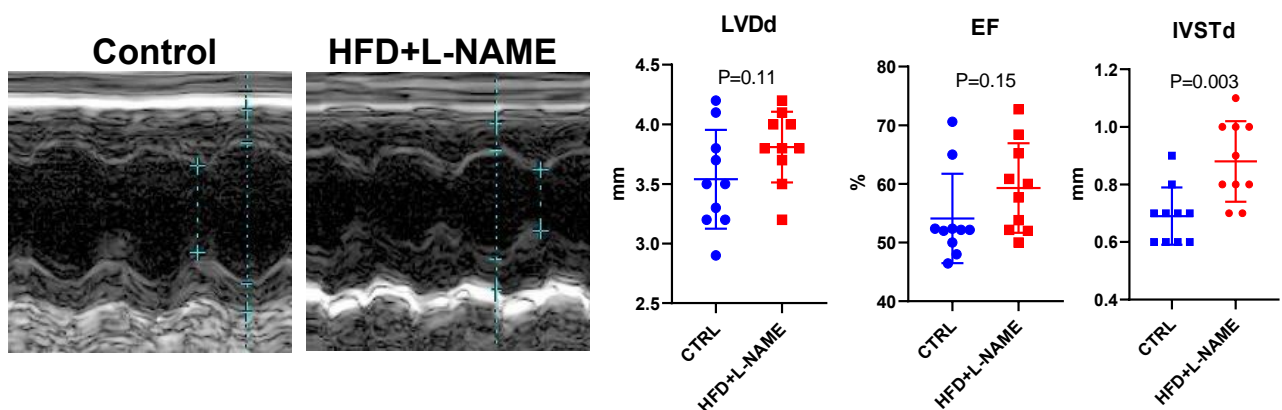 Control
HFD+L-NAME
LVDd
P=0.11
mm
4.5
4.0
3.5
3.0
2.5
CTRL
HFD+L-NAME
EF
P=0.15
%
80
70
60
50
40
CTRL
HFD+L-NAME
IVSTd
P=0.003
mm
1.2
1.0
0.8
0.6
0.4
CTRL
HFD+L-NAME